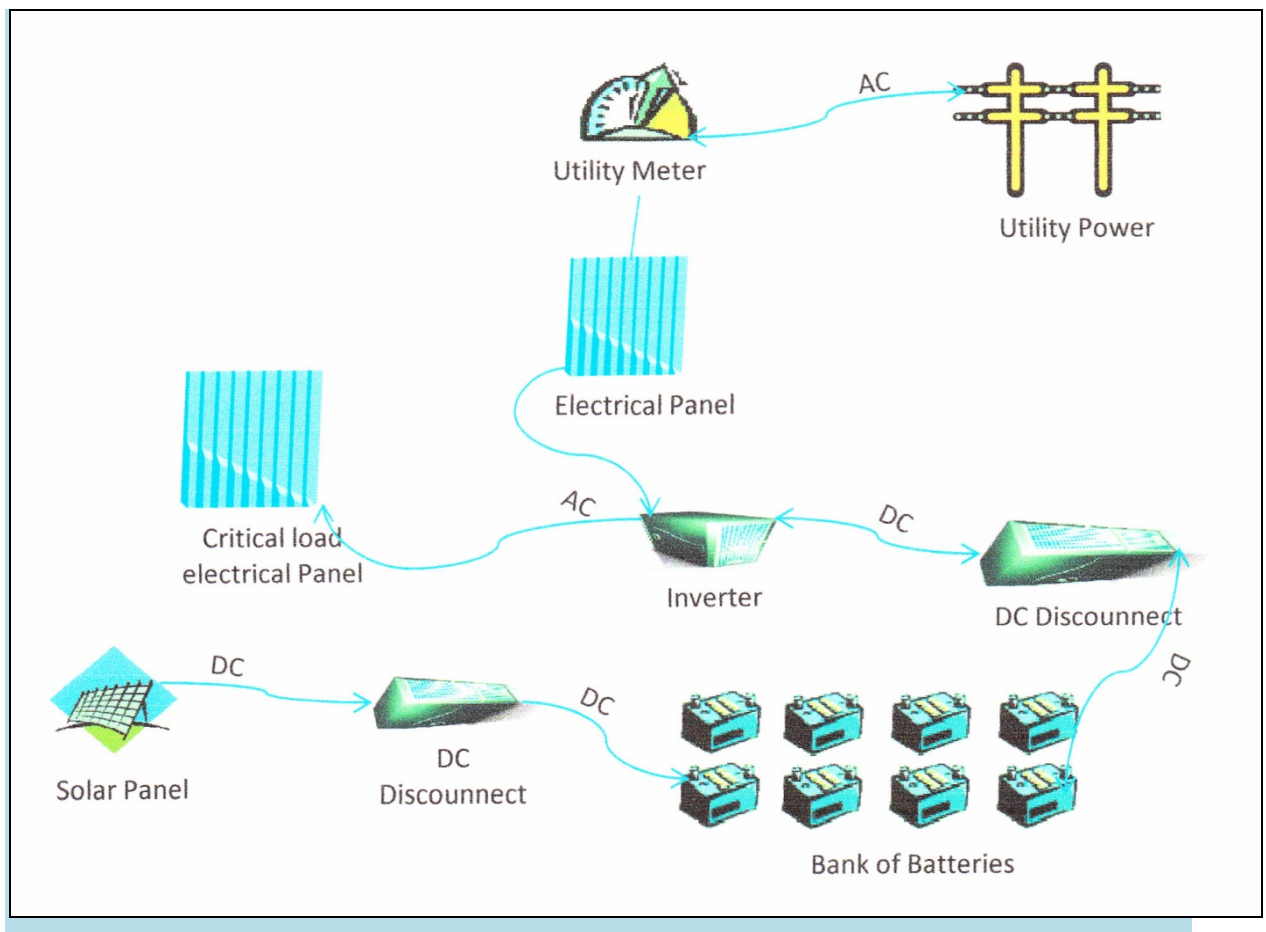 AC
Utility Meter
Utility Power
Electrical Panel
Critical load
electrical Panel
AC
DC
Inverter
DC Discounnect
DC
DC
DC
DC
Discounnect
Solar Panel
Bank of Batteries